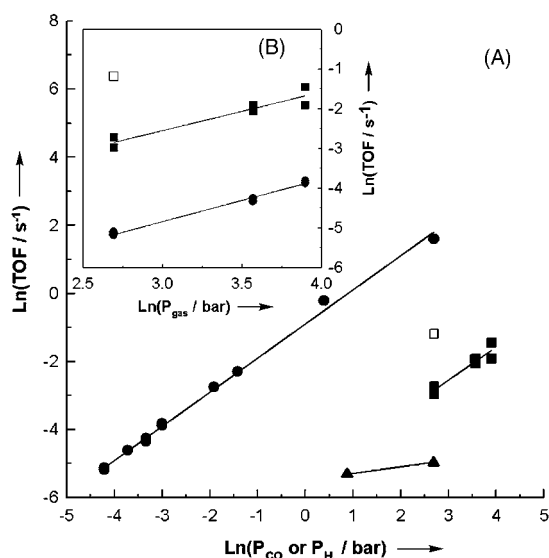 8
6
4
2
0
-2
-4
-6
Ln(TOF / s⁻¹)
(A)
-5 -4 -3 -2 -1 0 1 2 3 4 5
Ln(P_CO or P_H / bar)
(B)
0
-1
-2
-3
-4
-5
-6
Ln(TOF / s⁻¹)
2.5 3.0 3.5 4.0
Ln(P_gas / bar)